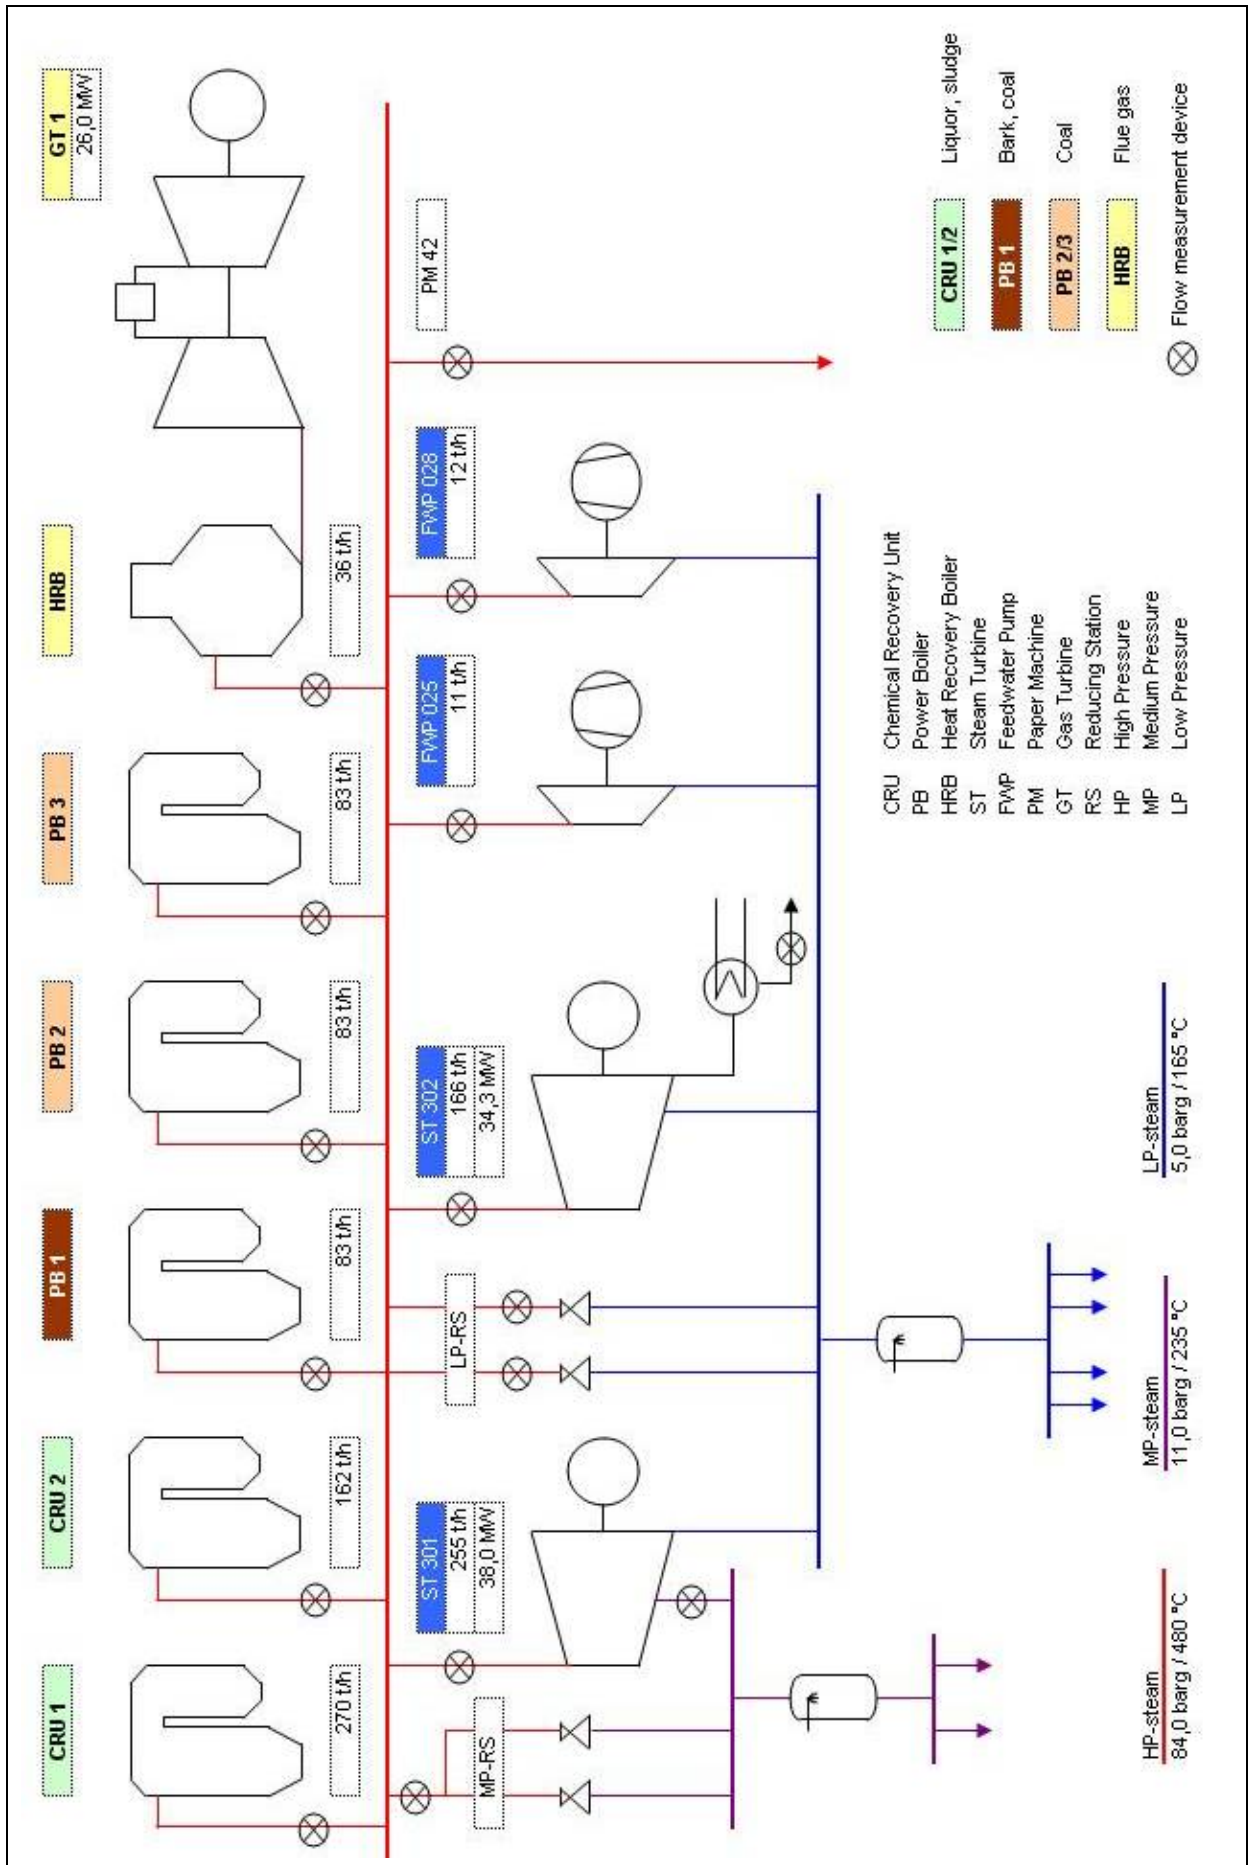 CRU 1
CRU 2
PB 1
PB 2
PB 3
HRB
GT 1
26,0 MW
270 t/h
162 t/h
83 t/h
83 t/h
83 t/h
36 t/h
MP-RS
ST 301
255 t/h
38,0 MW
LP-RS
ST 302
166 t/h
34,3 MW
FWP 025
11 t/h
FWP 028
12 t/h
PM 42
CRU Chemical Recovery Unit
PB Power Boiler
HRB Heat Recovery Boiler
ST Steam Turbine
FWP Feedwater Pump
PM Paper Machine
GT Gas Turbine
RS Reducing Station
HP High Pressure
MP Medium Pressure
LP Low Pressure
CRU 1/2 Liquor, sludge
PB 1 Bark, coal
PB 2/3 Coal
HRB Flue gas
Flow measurement device
HP-steam
84,0 barg / 480 °C
MP-steam
11,0 barg / 235 °C
LP-steam
5,0 barg / 165 °C